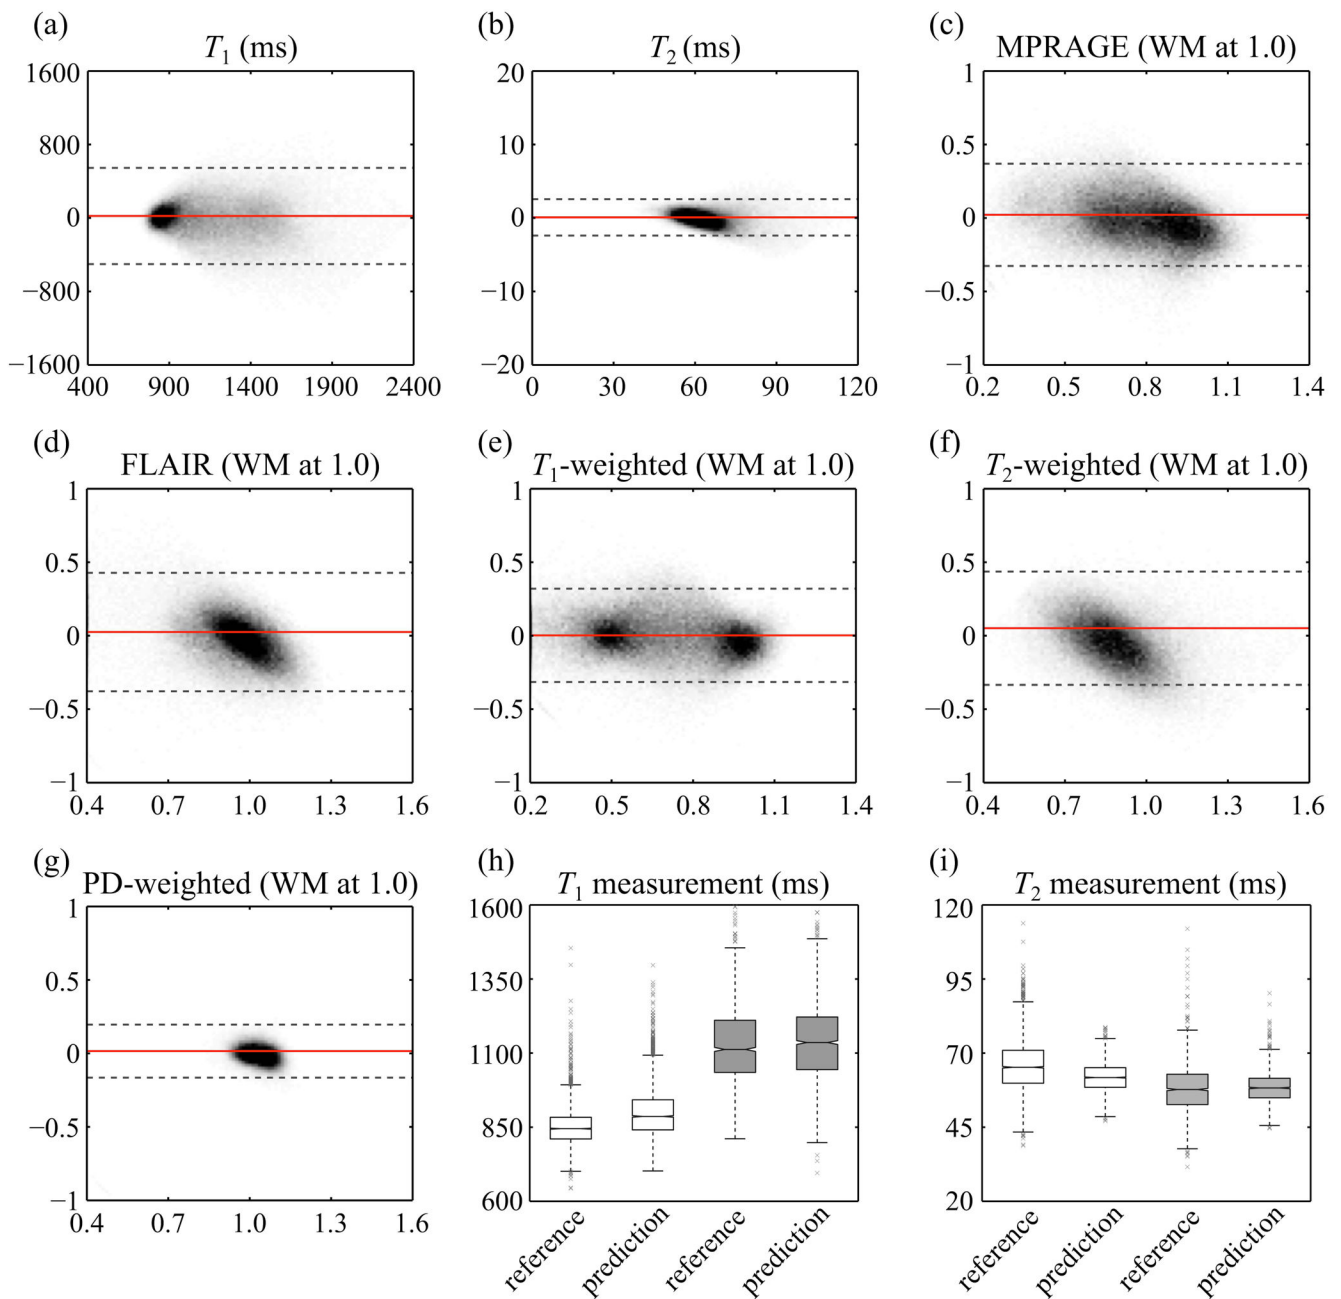 (a)
T1 (ms)
1600
800
0
−800
−1600
400 900 1400 1900 2400
(b)
T2 (ms)
20
10
0
−10
−20
0 30 60 90 120
(c)
MPRAGE (WM at 1.0)
1
0.5
0
−0.5
−1
0.2 0.5 0.8 1.1 1.4
(d)
FLAIR (WM at 1.0)
1
0.5
0
−0.5
−1
0.4 0.7 1.0 1.3 1.6
(e)
T1-weighted (WM at 1.0)
1
0.5
0
−0.5
−1
0.2 0.5 0.8 1.1 1.4
(f)
T2-weighted (WM at 1.0)
1
0.5
0
−0.5
−1
0.4 0.7 1.0 1.3 1.6
(g)
PD-weighted (WM at 1.0)
1
0.5
0
−0.5
−1
0.4 0.7 1.0 1.3 1.6
(h)
T1 measurement (ms)
1600
1350
1100
850
600
reference
prediction
reference
prediction
(i)
T2 measurement (ms)
120
95
70
45
20
reference
prediction
reference
prediction